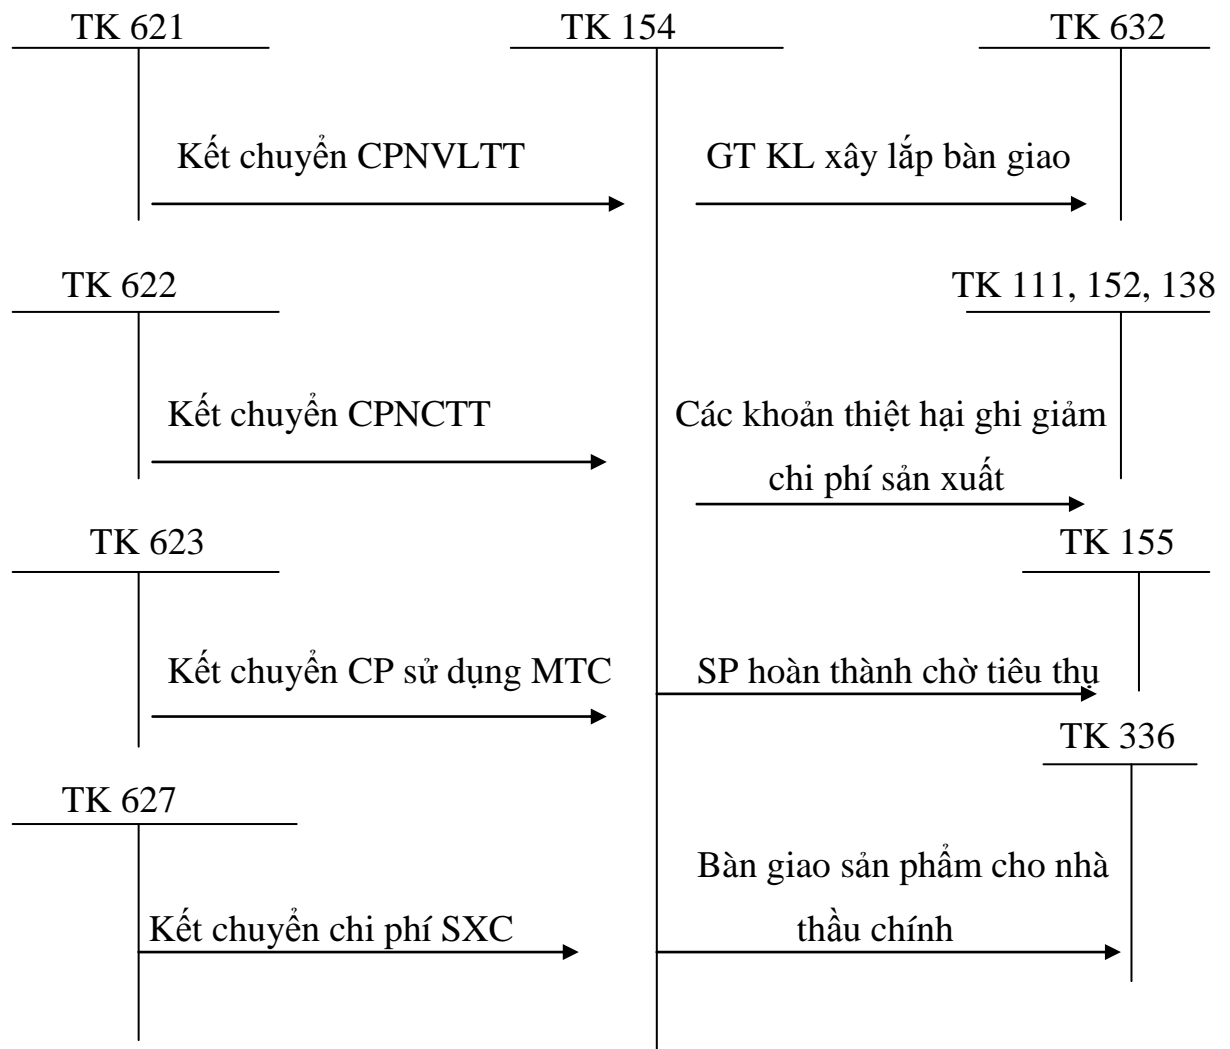 TK 621
TK 154
TK 632
Kết chuyển CPNVLTT
GT KL xây lắp bàn giao
TK 622
TK 111, 152, 138
Kết chuyển CPNCTT
Các khoản thiệt hại ghi giảm
chi phí sản xuất
TK 623
TK 155
Kết chuyển CP sử dụng MTC
SP hoàn thành chờ tiêu thụ
TK 336
TK 627
Bàn giao sản phẩm cho nhà
thầu chính
Kết chuyển chi phí SXC